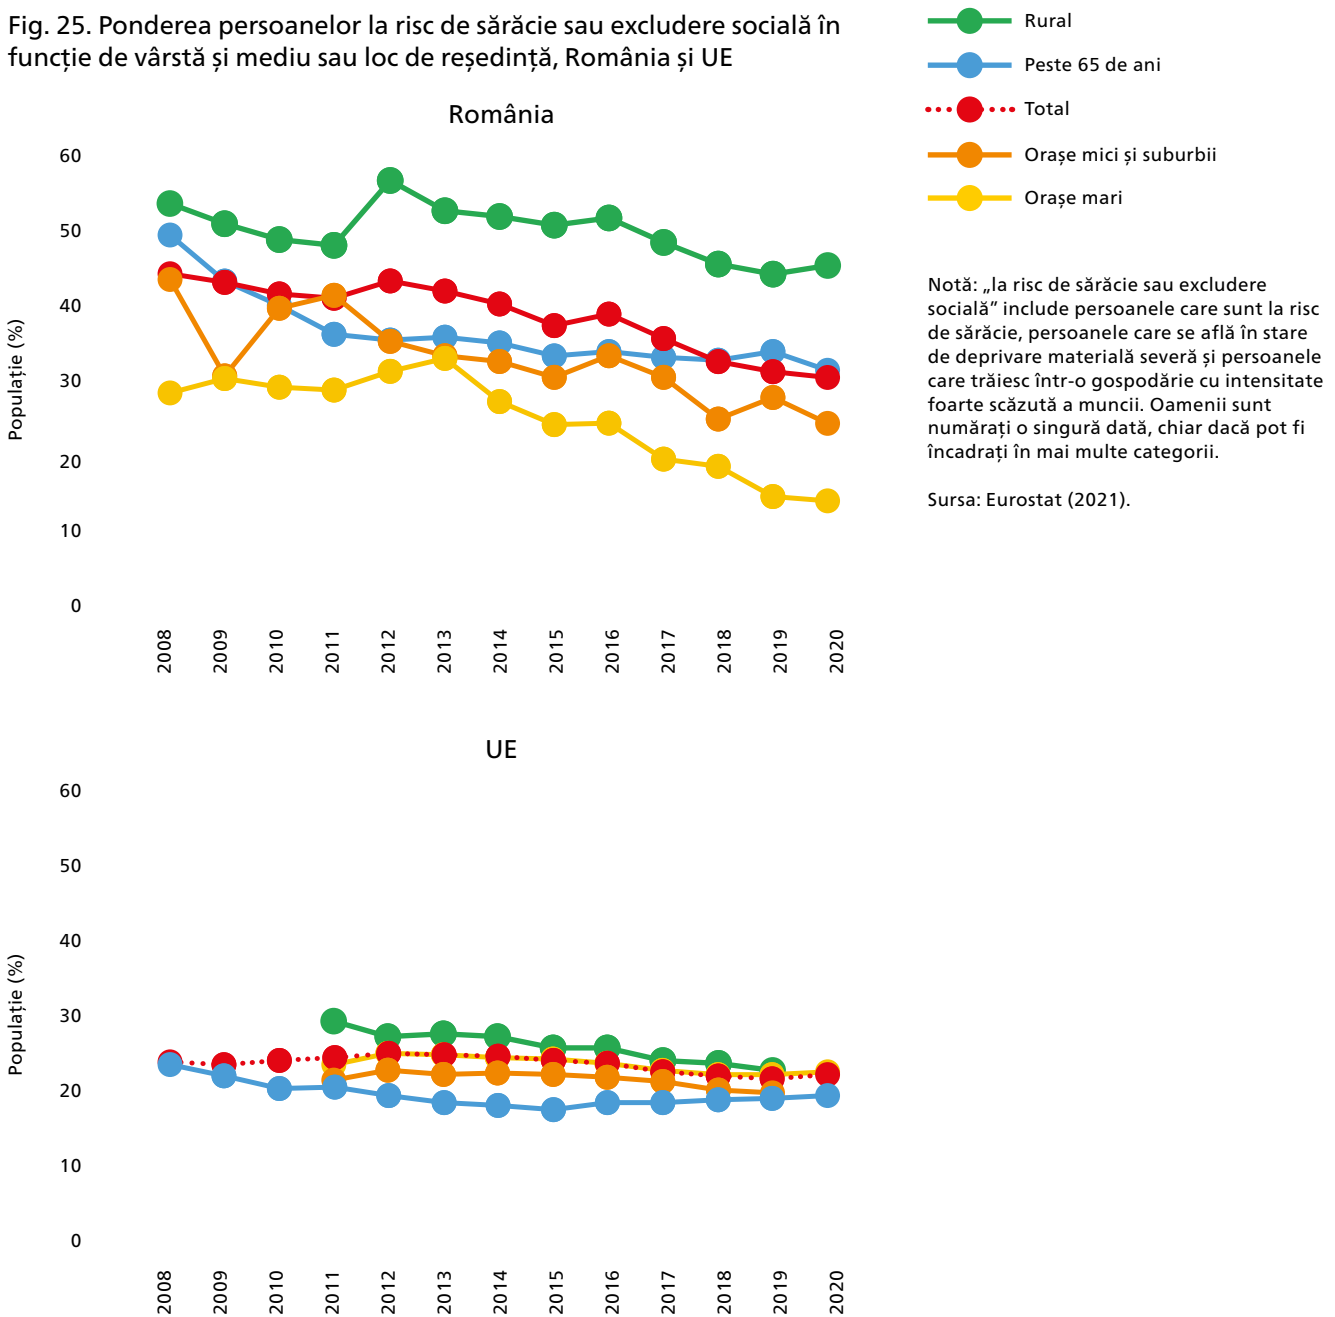 Fig. 25. Ponderea persoanelor la risc de sărăcie sau excludere socială în
funcție de vârstă și mediu sau loc de reședință, România și UE
Rural
Peste 65 de ani
Total
Orașe mici și suburbii
Orașe mari
România
Populație (%)
60
50
40
30
20
10
0
2008
2009
2010
2011
2012
2013
2014
2015
2016
2017
2018
2019
2020
Notă: „la risc de sărăcie sau excludere
socială” include persoanele care sunt la risc
de sărăcie, persoanele care se află în stare
de deprivare materială severă și persoanele
care trăiesc într-o gospodărie cu intensitate
foarte scăzută a muncii. Oamenii sunt
numărați o singură dată, chiar dacă pot fi
încadrați în mai multe categorii.
Sursa: Eurostat (2021).
UE
Populație (%)
60
50
40
30
20
10
0
2008
2009
2010
2011
2012
2013
2014
2015
2016
2017
2018
2019
2020